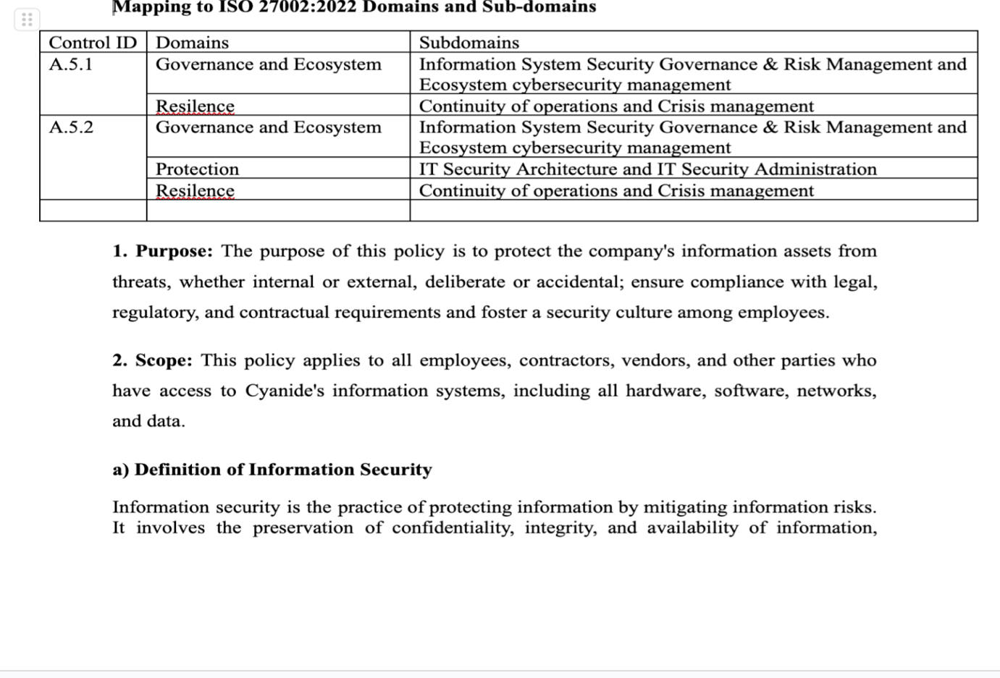 Mapping to ISO 27002:2022 Domains and Sub-domains
Control ID Domains Subdomains
A.5.1 Governance and Ecosystem Information System Security Governance & Risk Management and
Ecosystem cybersecurity management
Resilence Continuity of operations and Crisis management
A.5.2 Governance and Ecosystem Information System Security Governance & Risk Management and
Ecosystem cybersecurity management
Protection IT Security Architecture and IT Security Administration
Resilence Continuity of operations and Crisis management
1. Purpose: The purpose of this policy is to protect the company's information assets from
threats, whether internal or external, deliberate or accidental; ensure compliance with legal,
regulatory, and contractual requirements and foster a security culture among employees.
2. Scope: This policy applies to all employees, contractors, vendors, and other parties who
have access to Cyanide's information systems, including all hardware, software, networks,
and data.
a) Definition of Information Security
Information security is the practice of protecting information by mitigating information risks.
It involves the preservation of confidentiality, integrity, and availability of information,